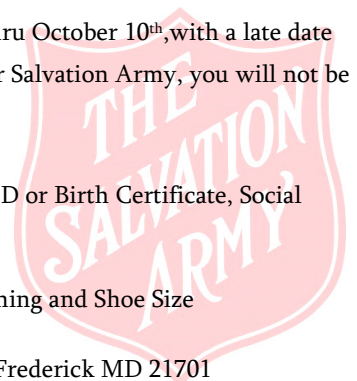 ru October 10th,with a late date
r Salvation Army, you will not be
THE
SALVATION
ARMY
D or Birth Certificate, Social
ning and Shoe Size
Frederick MD 21701